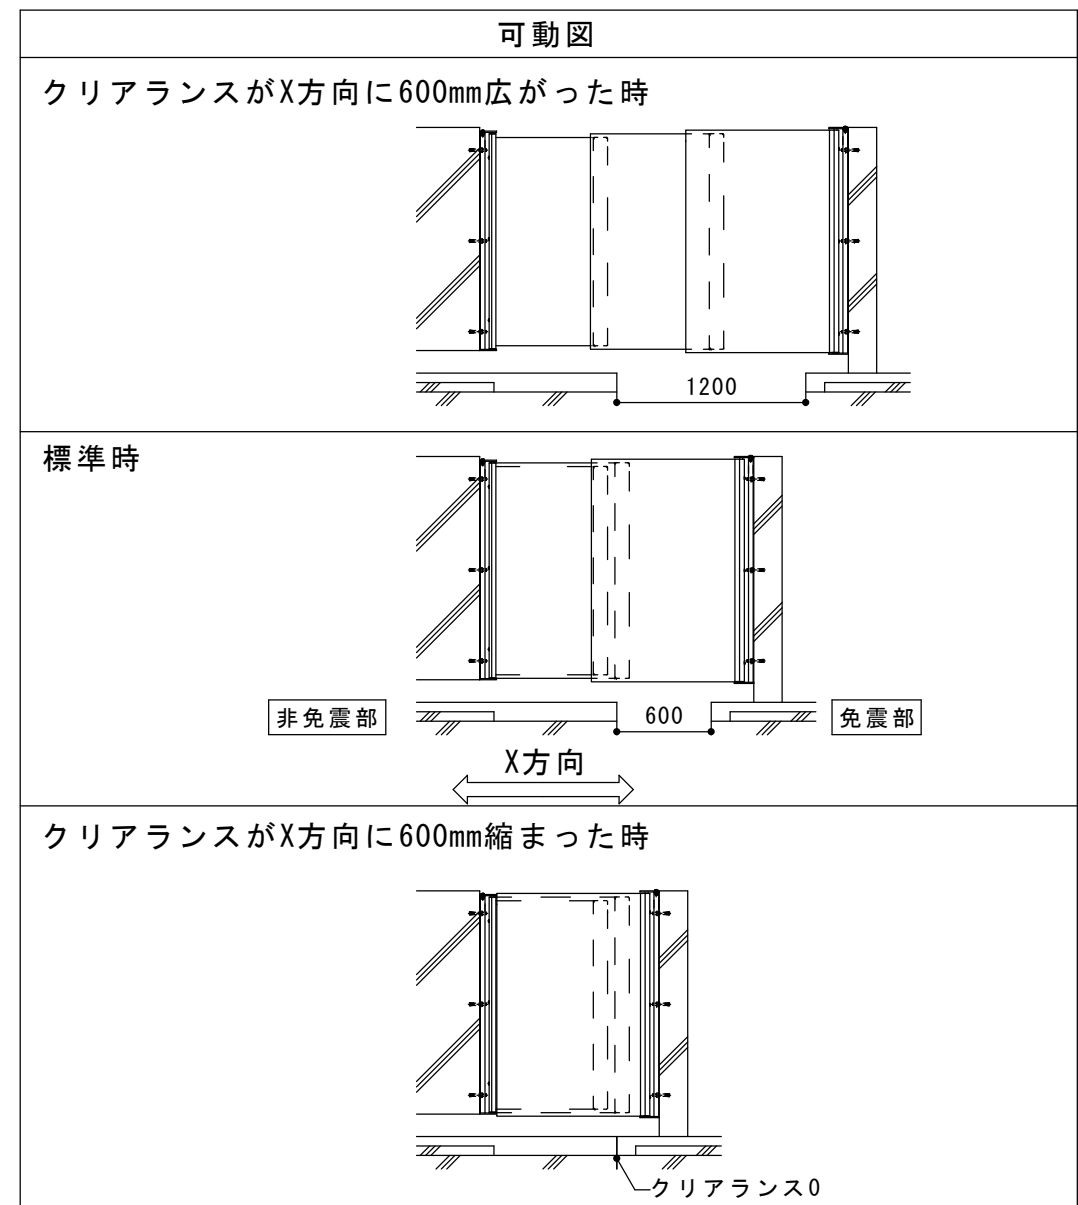 可動図
クリアランスがX方向に600mm広がった時
1200
標準時
非免震部
600
免震部
X方向
クリアランスがX方向に600mm縮まった時
クリアランス0